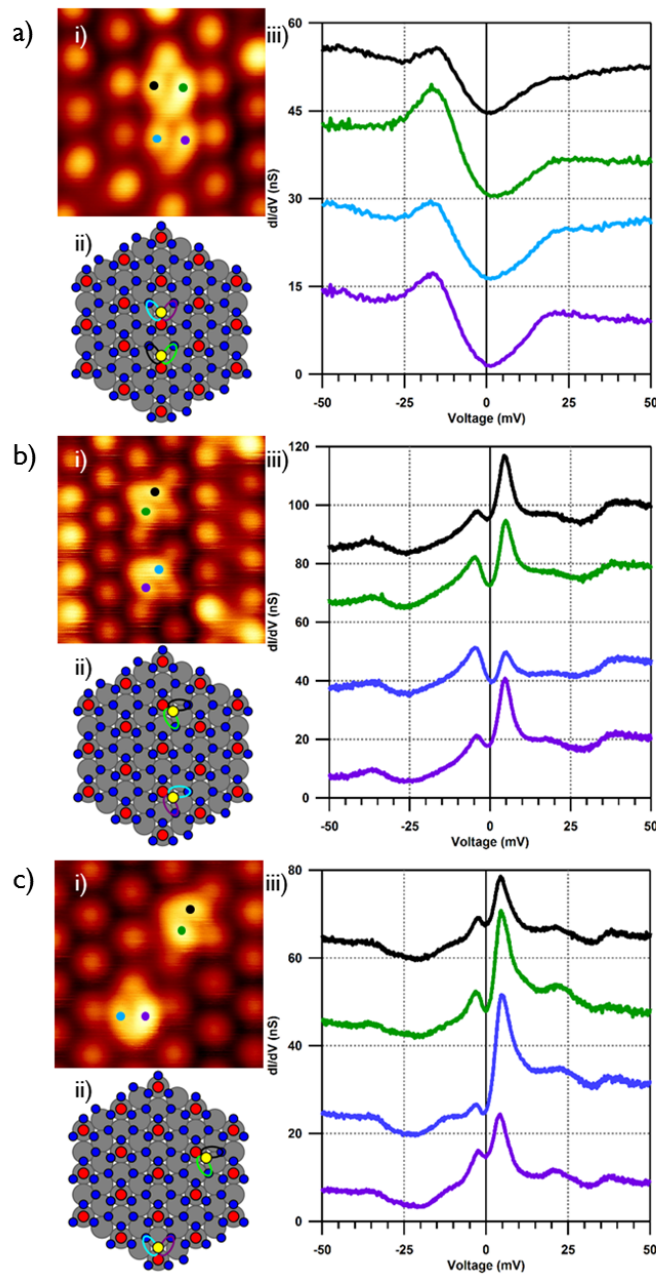 a)
i)
ii)
iii)
60
45
30
15
0
dI/dV (nS)
-50 -25 0 25 50
Voltage (mV)
b)
i)
ii)
iii)
120
100
80
60
40
20
0
dI/dV (nS)
-50 -25 0 25 50
Voltage (mV)
c)
i)
ii)
iii)
80
60
40
20
0
dI/dV (nS)
-50 -25 0 25 50
Voltage (mV)